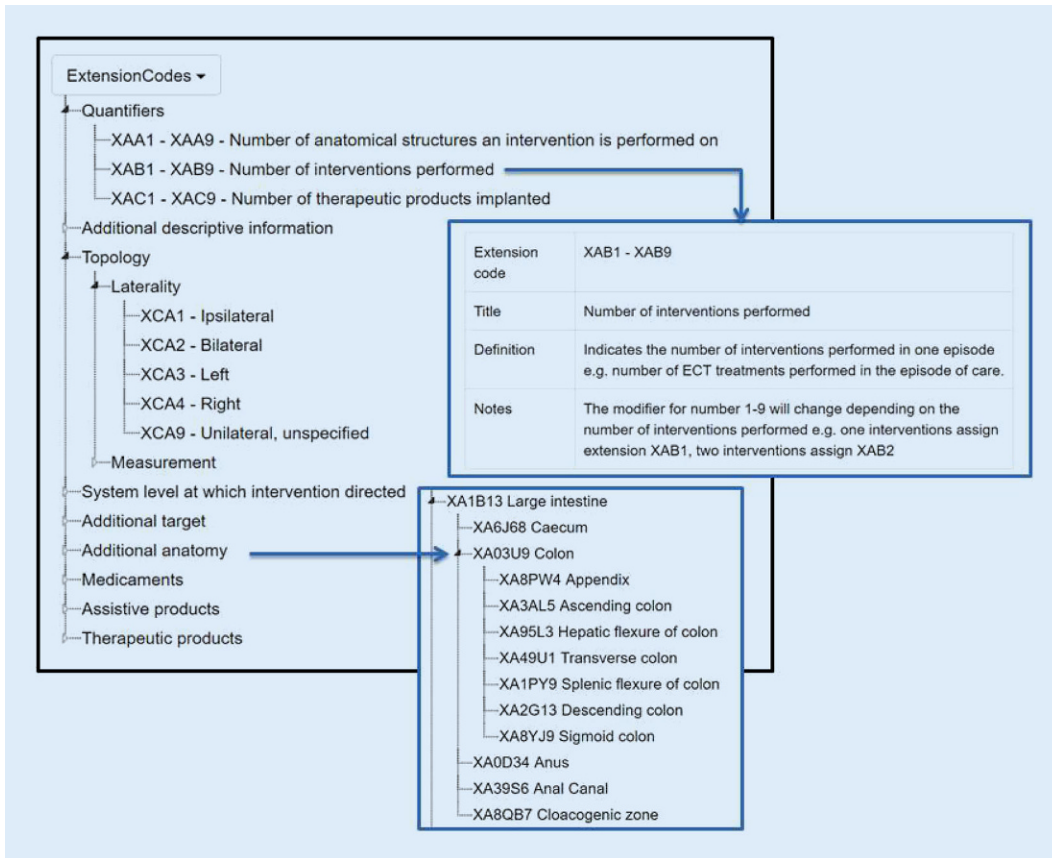 ExtensionCodes
Quantifiers
XAA1 - XAA9 - Number of anatomical structures an intervention is performed on
XAB1 - XAB9 - Number of interventions performed
XAC1 - XAC9 - Number of therapeutic products implanted
Additional descriptive information
Topology
Laterality
XCA1 - Ipsilateral
XCA2 - Bilateral
XCA3 - Left
XCA4 - Right
XCA9 - Unilateral, unspecified
Measurement
System level at which intervention directed
Additional target
Additional anatomy
Medicaments
Assistive products
Therapeutic products
Extension
code
XAB1 - XAB9
Title
Number of interventions performed
Definition
Indicates the number of interventions performed in one episode
e.g. number of ECT treatments performed in the episode of care.
Notes
The modifier for number 1-9 will change depending on the
number of interventions performed e.g. one interventions assign
extension XAB1, two interventions assign XAB2
XA1B13 Large intestine
XA6J68 Caecum
XA03U9 Colon
XA8PW4 Appendix
XA3AL5 Ascending colon
XA95L3 Hepatic flexure of colon
XA49U1 Transverse colon
XA1PY9 Splenic flexure of colon
XA2G13 Descending colon
XA8YJ9 Sigmoid colon
XA0D34 Anus
XA39S6 Anal Canal
XA8QB7 Cloacogenic zone